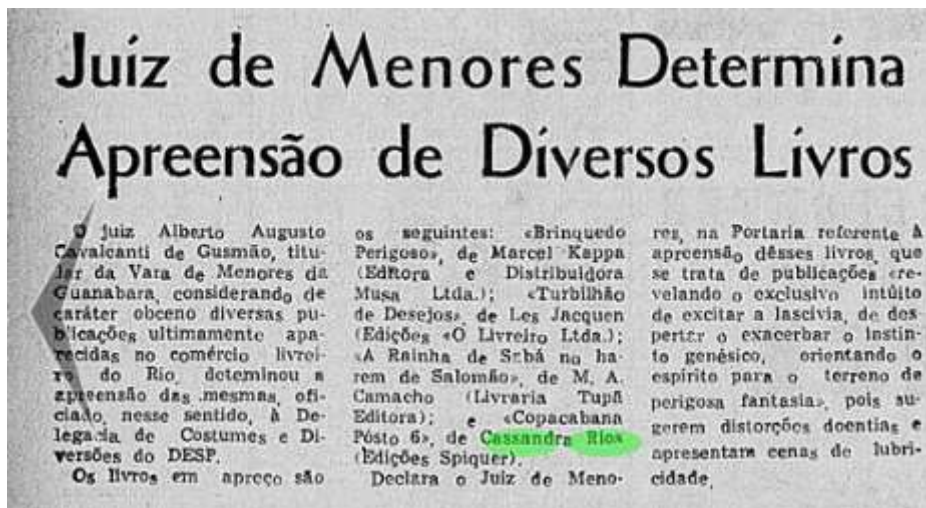 Juíz de Menores Determina
Apreensão de Diversos Livros
O juiz Alberto Augusto
Cavalcanti de Gusmão, titu-
lar da Vara de Menores da
Guanabara, considerando de
caráter obceno diversas pu-
blicações ultimamente apa-
recidas no comércio livrei-
ro do Rio, deteminou a
apreensão das mesmas, ofi-
ciado, nesse sentido, à De-
legacia de Costumes e Di-
versões do DESP.
Os livros em apreço são
os seguintes: «Brinquedo
Perigoso», de Marcel Kappa
(Editora e Distribuidora
Musa Ltda.); «Turbilhão
de Desejos», de Les Jacquen
(Edições «O Livreiro Ltda.);
«A Rainha de Sabá no ha-
rem de Salomão», de M. A.
Camacho (Livraria Tupã
Editora); e «Copacabana
Pôsto 6», de Cassandra Rios
(Edições Spiquer).
Declara o Juiz de Meno-
res, na Portaria referente à
apreensão dêsses livros, que
se trata de publicações «re-
velando o exclusivo intúito
de excitar a lascívia, de des-
pertar o exacerbar o instin-
to genésico, orientando o
espírito para o terreno de
perigosa fantasia», pois su-
gerem distorções doentias e
apresentam cenas de lubri-
cidade.